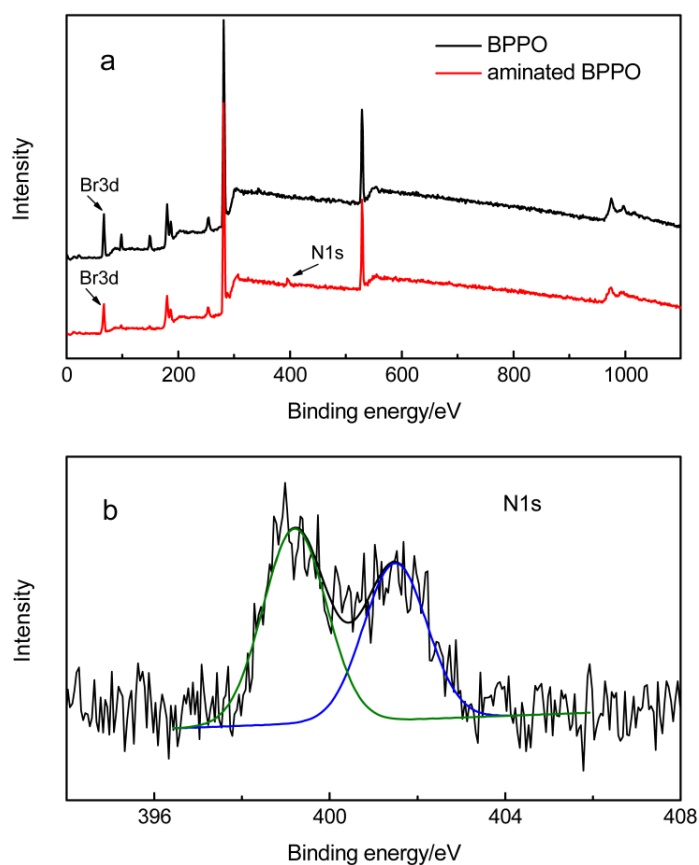 a
BPPO
aminated BPPO
Br3d
N1s
Br3d
Intensity
0 200 400 600 800 1000
Binding energy/eV
b
N1s
Intensity
396 400 404 408
Binding energy/eV